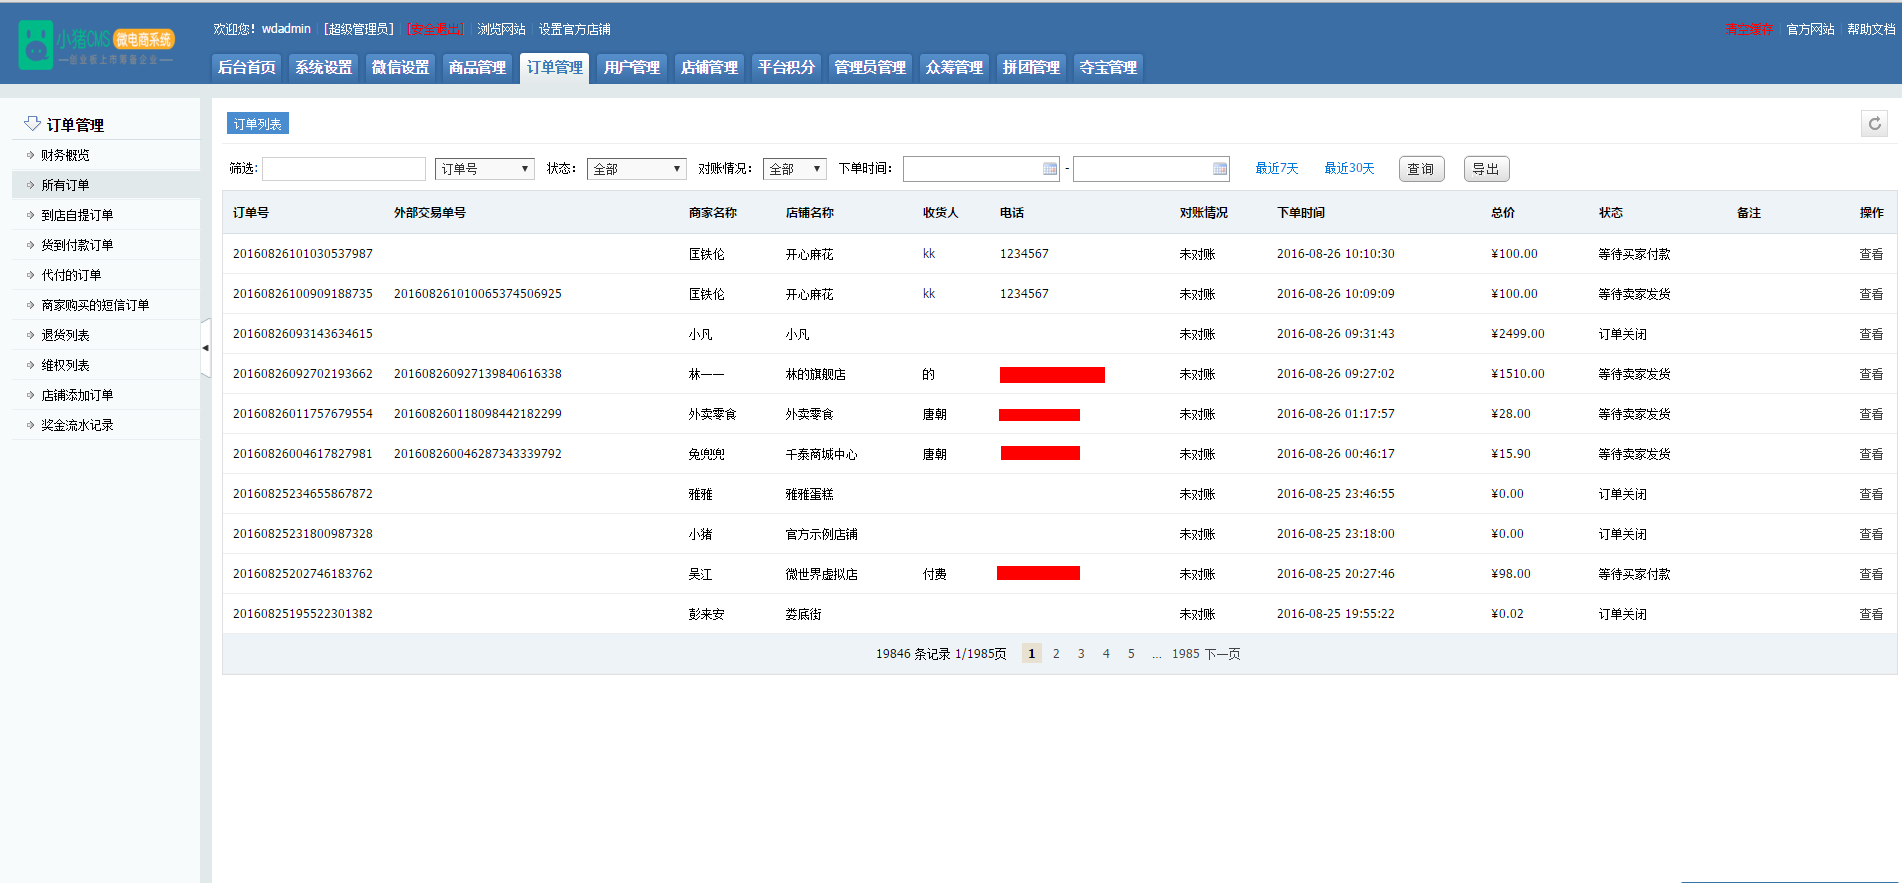 小猪CMS 微电商系统
—创业板上市筹备企业—
欢迎您！wdadmin [超级管理员] [安全退出] 浏览网站 设置官方店铺
清空缓存 官方网站 帮助文档
后台首页 系统设置 微信设置 商品管理 订单管理 用户管理 店铺管理 平台积分 管理员管理 众筹管理 拼团管理 夺宝管理
订单管理
财务概览
所有订单
到店自提订单
货到付款订单
代付的订单
商家购买的短信订单
退货列表
维权列表
店铺添加订单
奖金流水记录
订单列表
筛选: 订单号 状态： 全部 对账情况： 全部 下单时间： - 最近7天 最近30天 查询 导出
订单号 外部交易单号 商家名称 店铺名称 收货人 电话 对账情况 下单时间 总价 状态 备注 操作
20160826101030537987 匡铁伦 开心麻花 kk 1234567 未对账 2016-08-26 10:10:30 ¥100.00 等待买家付款 查看
20160826100909188735 201608261010065374506925 匡铁伦 开心麻花 kk 1234567 未对账 2016-08-26 10:09:09 ¥100.00 等待卖家发货 查看
20160826093143634615 小凡 小凡 未对账 2016-08-26 09:31:43 ¥2499.00 订单关闭 查看
20160826092702193662 201608260927139840616338 林一一 林的旗舰店 的 未对账 2016-08-26 09:27:02 ¥1510.00 等待卖家发货 查看
20160826011757679554 201608260118098442182299 外卖零食 外卖零食 唐朝 未对账 2016-08-26 01:17:57 ¥28.00 等待卖家发货 查看
20160826004617827981 201608260046287343339792 兔兜兜 千泰商城中心 唐朝 未对账 2016-08-26 00:46:17 ¥15.90 等待卖家发货 查看
20160825234655867872 雅雅 雅雅蛋糕 未对账 2016-08-25 23:46:55 ¥0.00 订单关闭 查看
20160825231800987328 小猪 官方示例店铺 未对账 2016-08-25 23:18:00 ¥0.00 订单关闭 查看
20160825202746183762 吴江 微世界虚拟店 付费 未对账 2016-08-25 20:27:46 ¥98.00 等待买家付款 查看
20160825195522301382 彭来安 娄底街 未对账 2016-08-25 19:55:22 ¥0.02 订单关闭 查看
19846 条记录 1/1985页 1 2 3 4 5 ... 1985 下一页